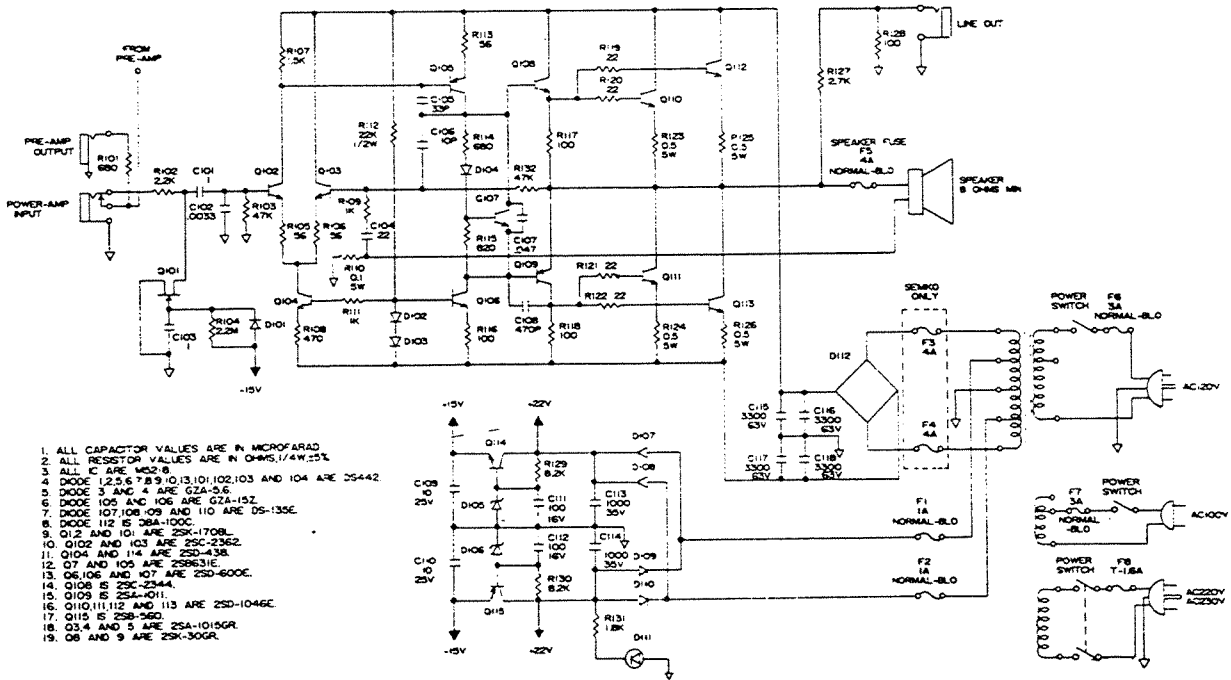 FROM
PRE-AMP
PRE-AMP
OUTPUT
R101
680
POWER-AMP
INPUT
R102
2.2K
C101
1
C102
.0033
R103
47K
Q101
C103
1
R104
2.2M
D101
-15V
R107
1.5K
Q102
Q103
R105
56
R106
56
Q104
R108
470
R112
22K
1/2W
R109
1K
C104
22
R110
0.1
5W
R111
1K
D102
D103
R113
56
Q105
C105
33P
C106
10P
R114
680
D104
Q107
R115
820
C107
.047
Q106
R116
100
Q108
Q109
C108
470P
R117
100
R132
47K
R118
100
R119
22
R120
22
R121 22
R122 22
Q110
Q111
Q112
Q113
R123
0.5
5W
R124
0.5
5W
R125
0.5
5W
R126
0.5
5W
R127
2.7K
R128
100
LINE OUT
SPEAKER FUSE
F5
4A
NORMAL-BLO
SPEAKER
8 OHMS MIN
SEMKO
ONLY
F3
4A
F4
4A
D112
C115
3300
63V
C116
3300
63V
C117
3300
63V
C118
3300
63V
POWER
SWITCH
F6
3A
NORMAL-BLO
AC120V
F7
3A
NORMAL
-BLO
POWER
SWITCH
AC100V
POWER
SWITCH
F8
T-1.6A
AC220V
AC230V
F1
1A
NORMAL-BLO
F2
1A
NORMAL-BLO
-15V
+22V
Q114
R129
8.2K
C109
10
25V
D105
C111
100
16V
C113
1000
35V
D107
D108
D106
C112
100
16V
C114
1000
35V
C110
10
25V
D109
D110
R130
8.2K
Q115
-15V
+22V
R131
1.8K
D111
1. ALL CAPACITOR VALUES ARE IN MICROFARAD
2. ALL RESISTOR VALUES ARE IN OHMS,1/4W,±5%
3. ALL IC ARE M5218
4 DIODE 1,2,5,6,7,8,9,10,13,101,102,103 AND 104 ARE DS442.
5. DIODE 3 AND 4 ARE GZA-5.6.
6. DIODE 105 AND 106 ARE GZA-15Z.
7. DIODE 107,108 109 AND 110 ARE DS-135E.
8. DIODE 112 IS DBA-100C.
9. Q1,2 AND 101 ARE 2SK-170BL.
10. Q102 AND 103 ARE 2SC-2362.
11. Q104 AND 114 ARE 2SD-438.
12. Q7 AND 105 ARE 2SB631E.
13. Q6,106 AND 107 ARE 2SD-600E.
14. Q108 IS 2SC-2344.
15. Q109 IS 2SA-1011.
16. Q110,111,112 AND 113 ARE 2SD-1046E.
17. Q115 IS 2SB-560.
18. Q3,4 AND 5 ARE 2SA-1015GR.
19. Q8 AND 9 ARE 2SK-30GR.